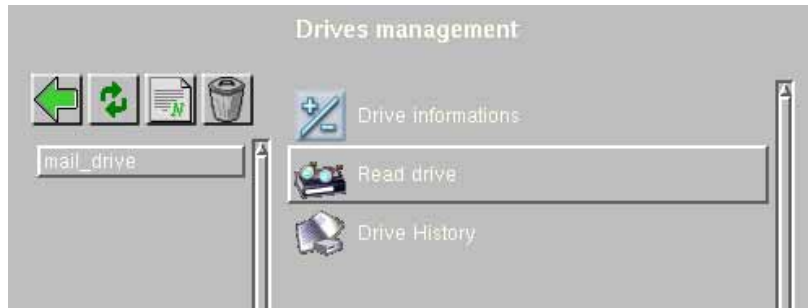 Drives management
N
mail_drive
Drive informations
Read drive
Drive History